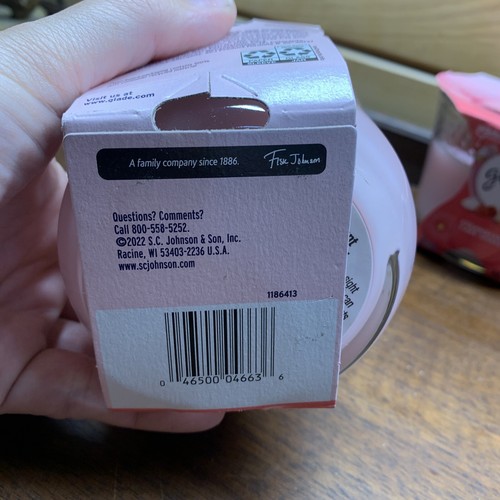 Visit us at
www.glade.com
A family company since 1886. Fisk Johnson
Questions? Comments?
Call 800-558-5252.
©2022 S.C. Johnson & Son, Inc.
Racine, WI 53403-2236 U.S.A.
www.scjohnson.com
1186413
0 46500 04663 6